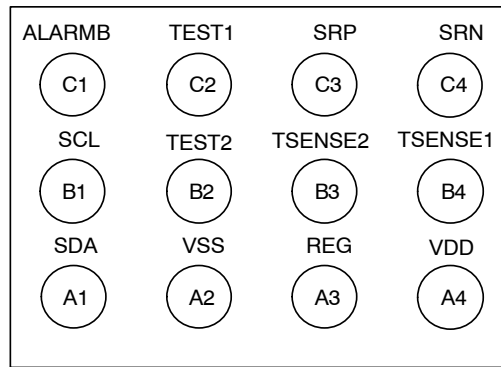 ALARMB TEST1 SRP SRN
C1 C2 C3 C4
SCL TEST2 TSENSE2 TSENSE1
B1 B2 B3 B4
SDA VSS REG VDD
A1 A2 A3 A4